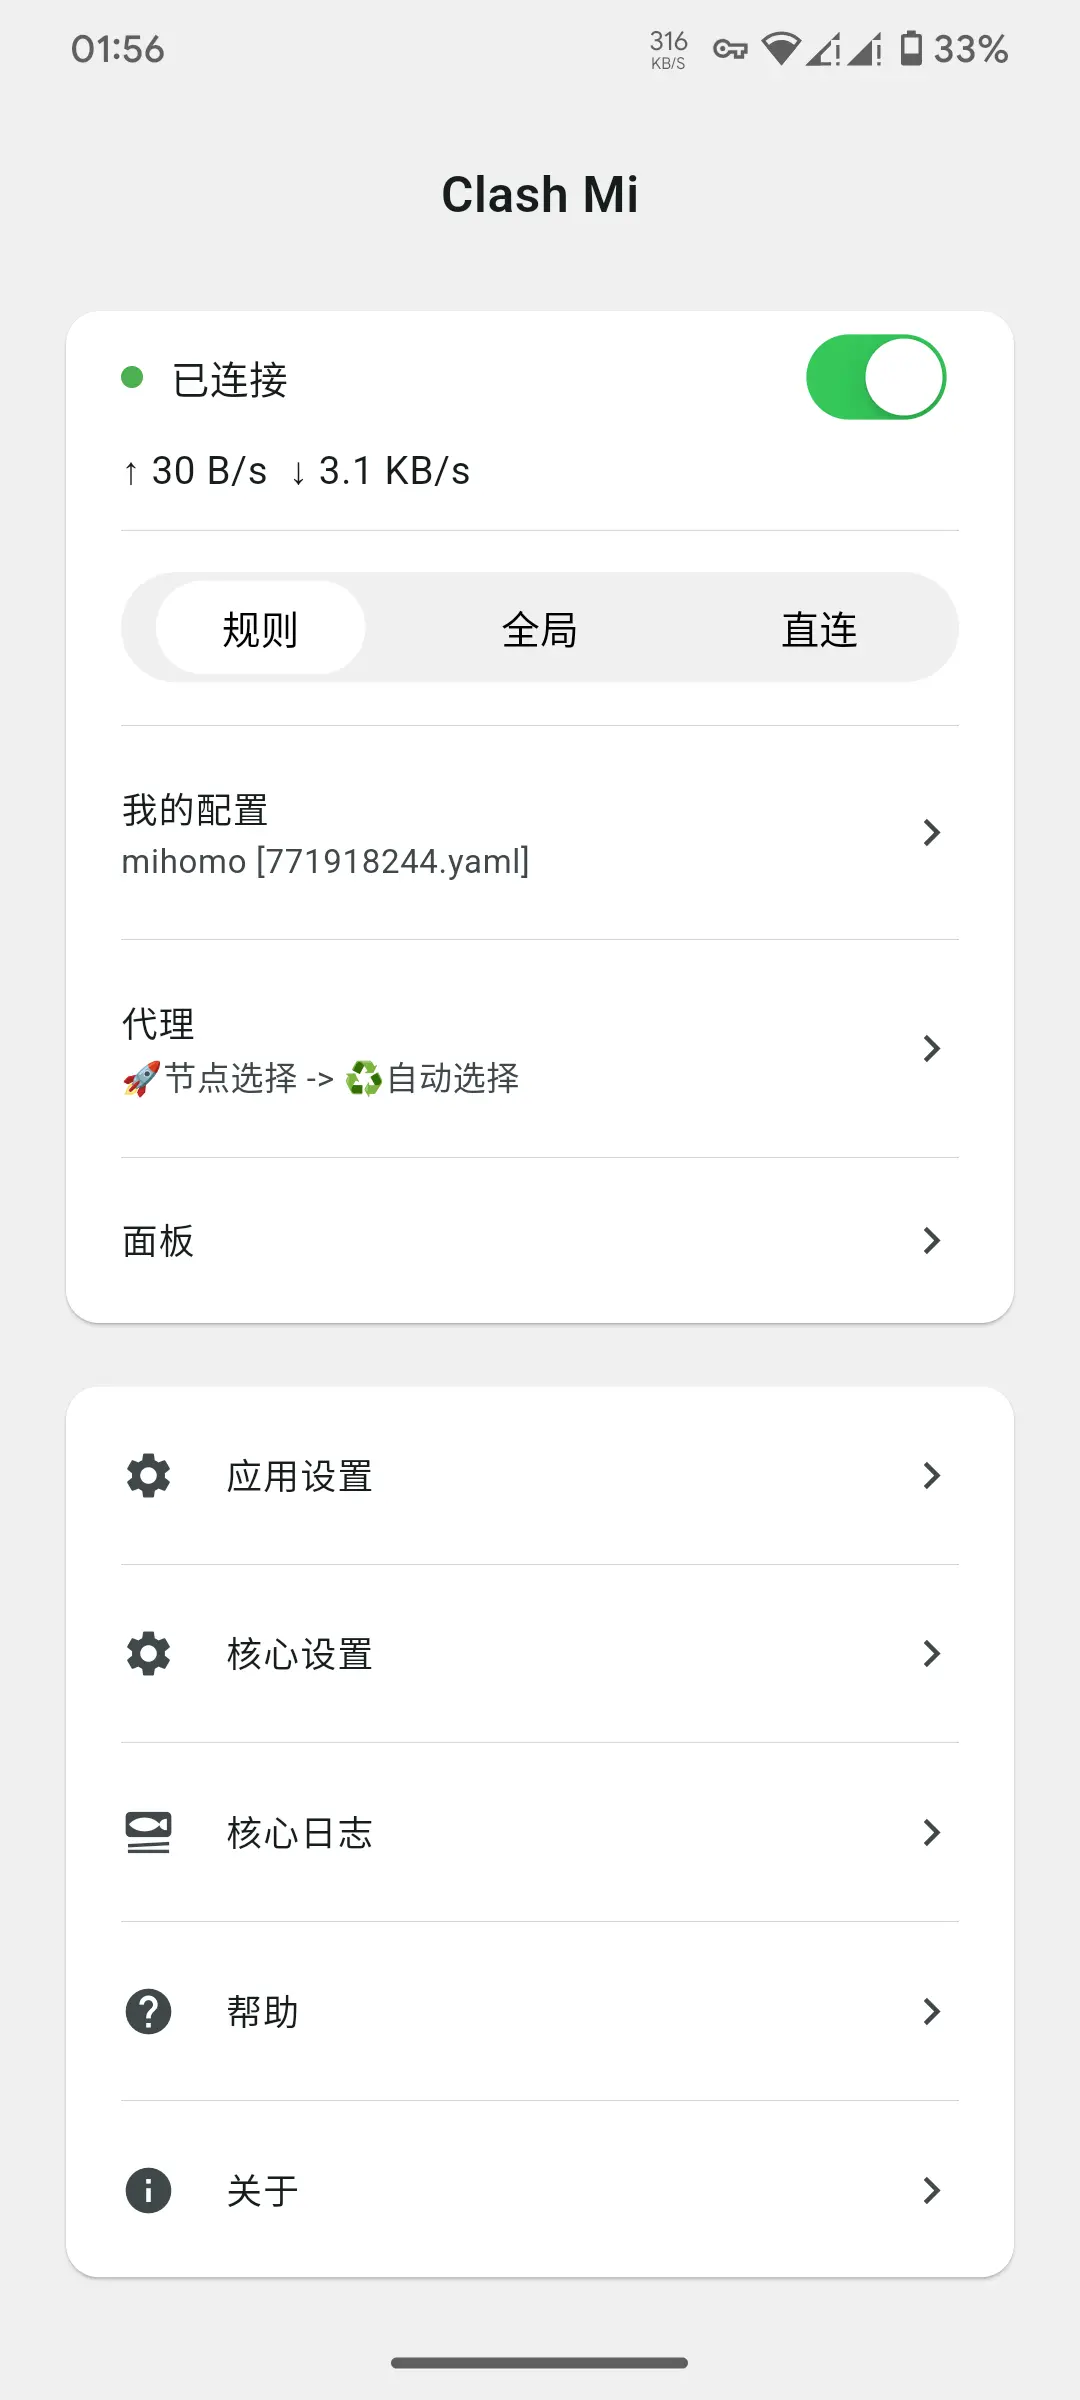 01:56 316 KB/S 33%
Clash Mi
已连接
↑ 30 B/s ↓ 3.1 KB/s
规则 全局 直连
我的配置
mihomo [771918244.yaml]
代理
🚀节点选择 -> ♻️自动选择
面板
应用设置
核心设置
核心日志
帮助
关于